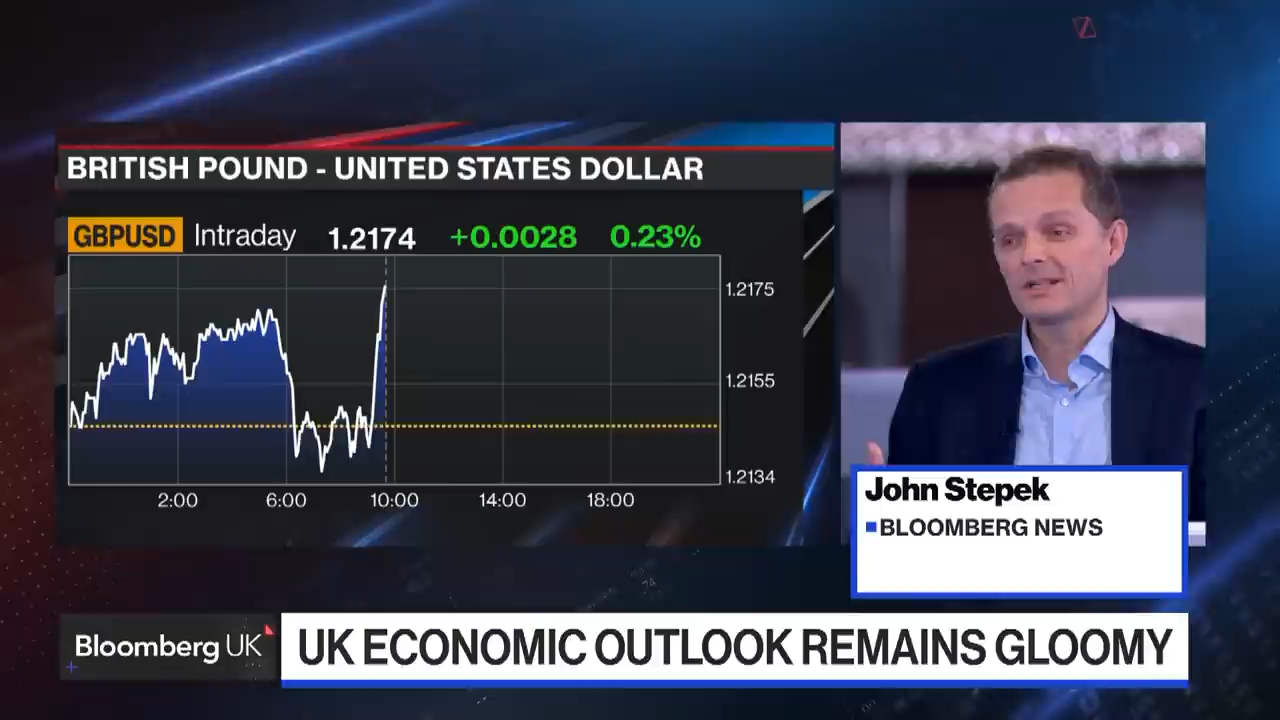 BRITISH POUND - UNITED STATES DOLLAR
GBPUSD Intraday 1.2174 +0.0028 0.23%
1.2175
1.2155
1.2134
2:00 6:00 10:00 14:00 18:00
John Stepek
BLOOMBERG NEWS
Bloomberg UK
UK ECONOMIC OUTLOOK REMAINS GLOOMY